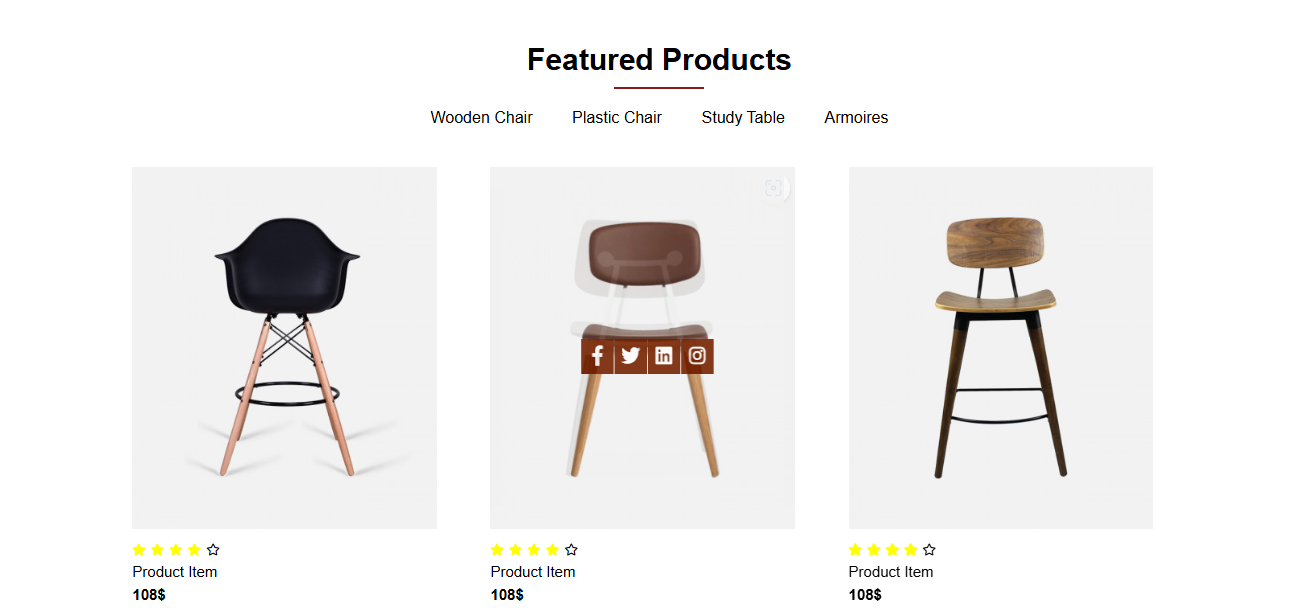 Featured Products
Wooden Chair Plastic Chair Study Table Armoires
Product Item Product Item Product Item
108$ 108$ 108$